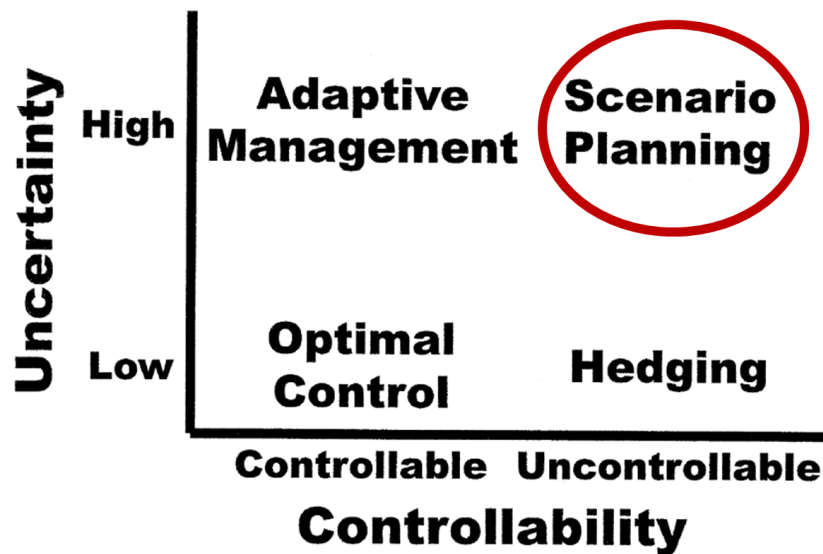 Uncertainty
High
Adaptive
Management
Scenario
Planning
Low
Optimal
Control
Hedging
Controllable
Uncontrollable
Controllability